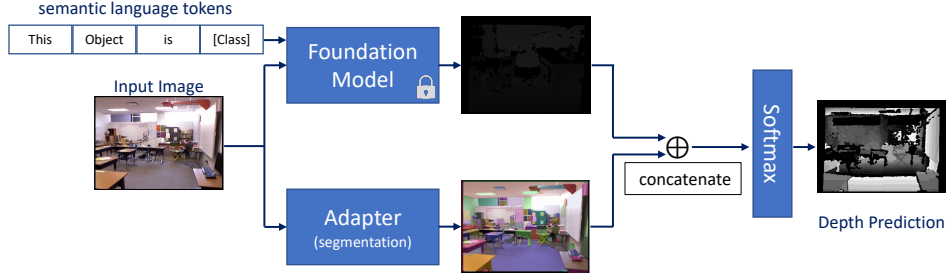 semantic language tokens
This Object is [Class]
Foundation
Model
Input Image
Softmax
concatenate
Adapter
(segmentation)
Depth Prediction